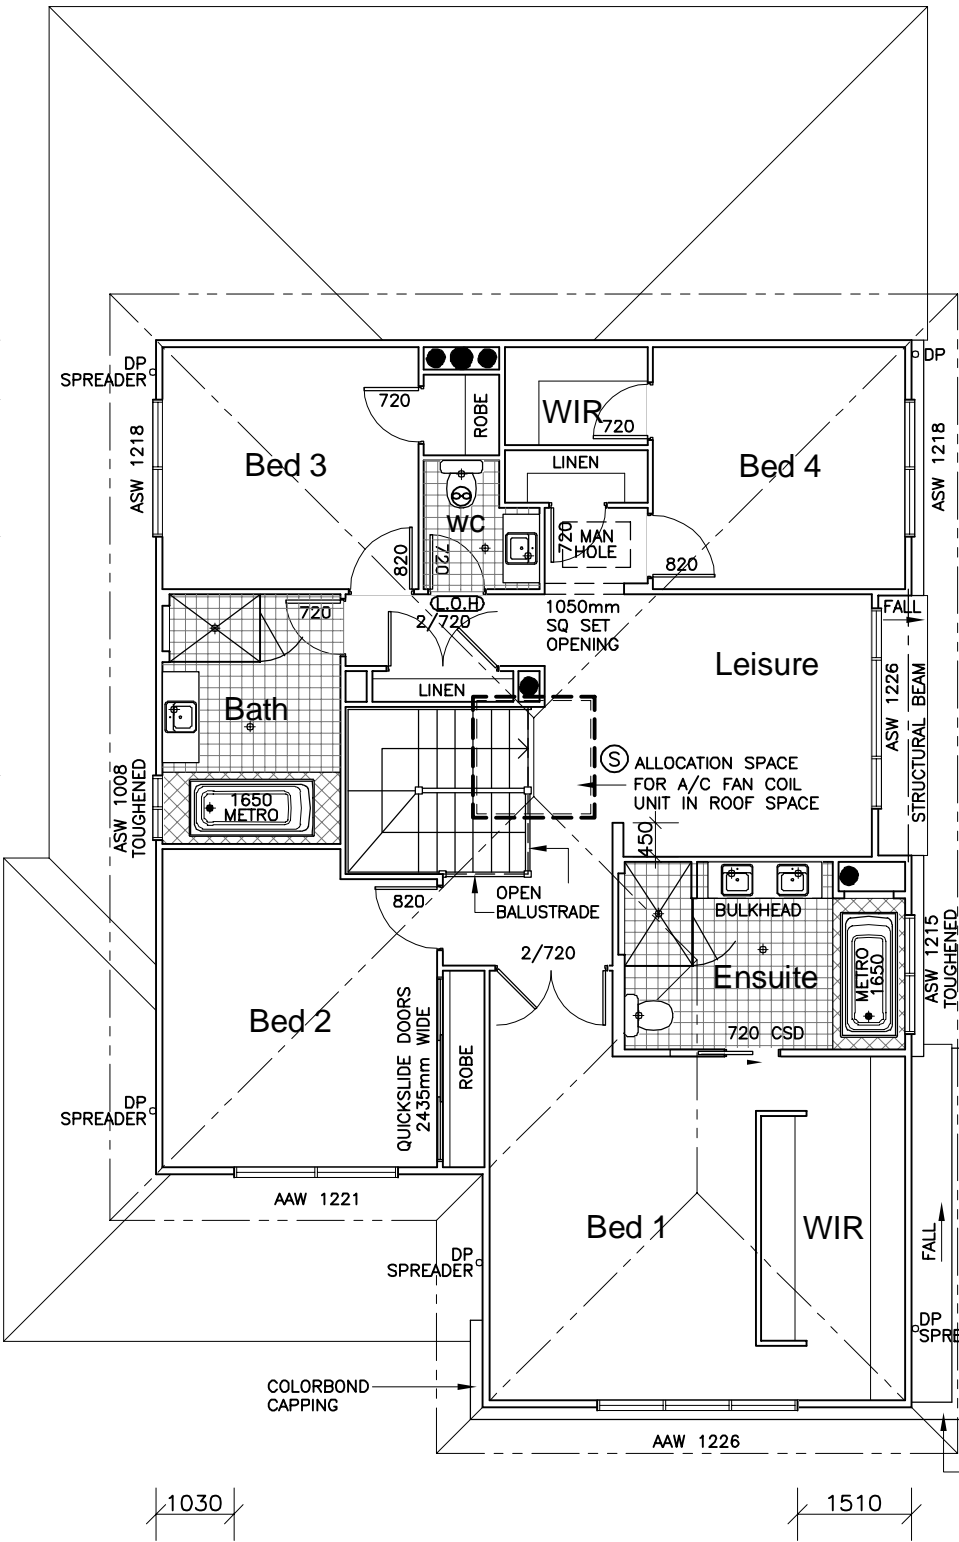 DP
SPREADER
DP
720
ROBE
WIR
720
ASW 1218
Bed 3
LINEN
Bed 4
ASW 1218
WC
720
MAN
HOLE
820
720
820
L.O.H
2/720
720
1050mm
SQ SET
OPENING
FALL
Leisure
ASW 1226
STRUCTURAL BEAM
LINEN
Bath
S
ALLOCATION SPACE
FOR A/C FAN COIL
UNIT IN ROOF SPACE
ASW 1008
TOUGHENED
1650
METRO
450
820
OPEN
BALUSTRADE
BULKHEAD
2/720
METRO
1650
ASW 1215
TOUGHENED
Ensuite
Bed 2
720 CSD
QUICKSLIDE DOORS
2435mm WIDE
ROBE
DP
SPREADER
AAW 1221
Bed 1
WIR
FALL
DP
SPREADER
DP
SPRE
COLORBOND
CAPPING
AAW 1226
1030
1510